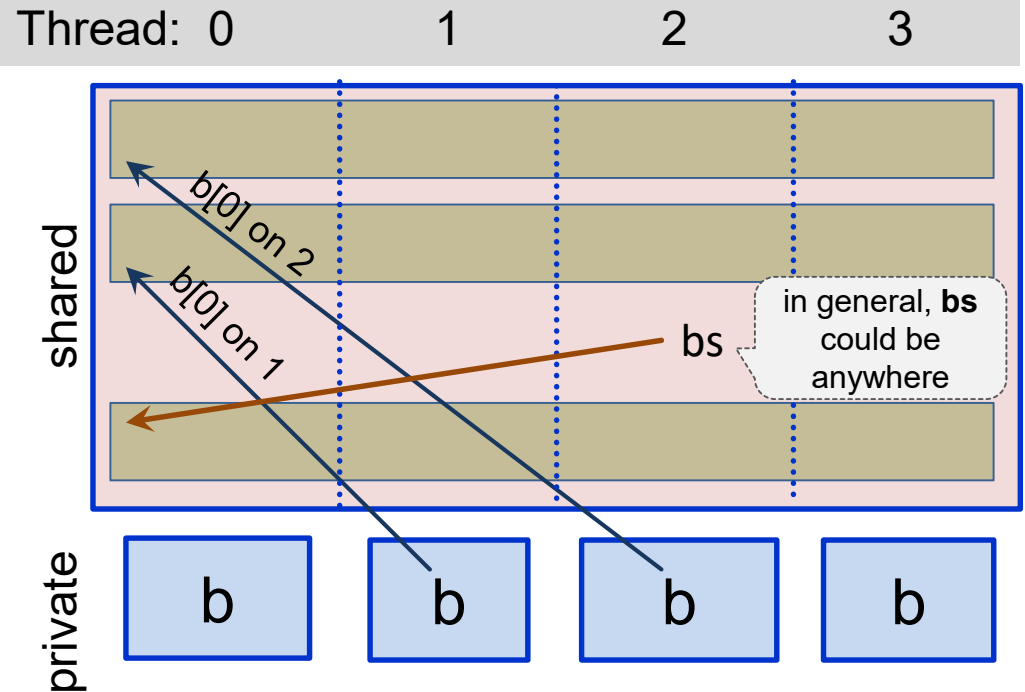 Thread: 0 1 2 3
shared
b[0] on 2
b[0] on 1
bs
in general, bs
could be
anywhere
private
b b b b